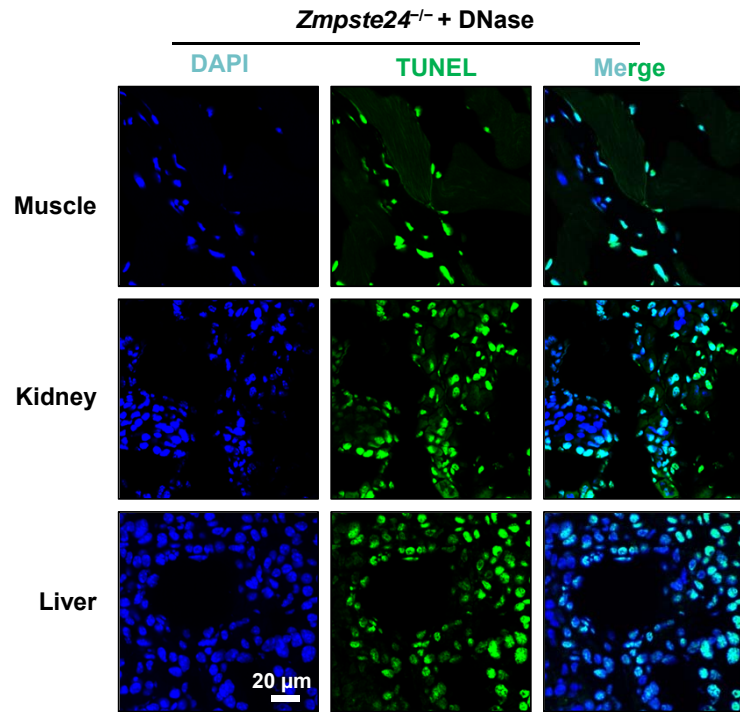 Zmpste24⁻/⁻ + DNase
DAPI TUNEL Merge
Muscle
Kidney
Liver
20 µm